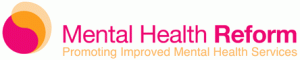 Mental Health Reform
Promoting Improved Mental Health Services